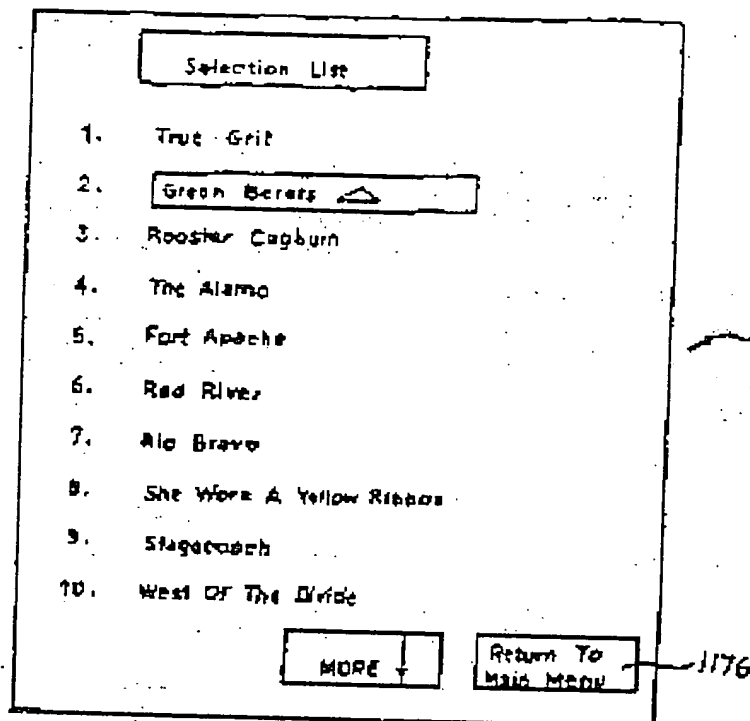 Selection List
1. True Grit
2. Green Berets
3. Rooster Cogburn
4. The Alamo
5. Fort Apache
6. Red River
7. Rio Bravo
8. She Wore A Yellow Ribbon
9. Stagecoach
10. West Of The Divide
MORE
Return To
Main Menu
1176